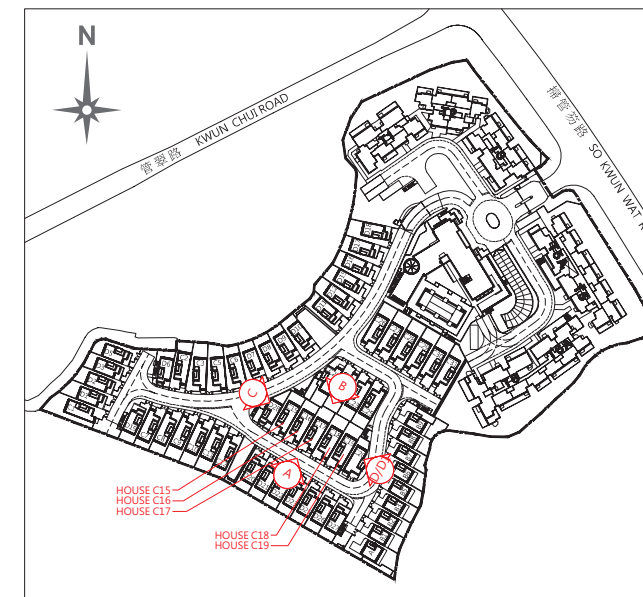 N
管翠路 KWUN CHUI ROAD
掃管笏路 SO KWUN WAT
C
B
A
D/D1
HOUSE C15
HOUSE C16
HOUSE C17
HOUSE C18
HOUSE C19